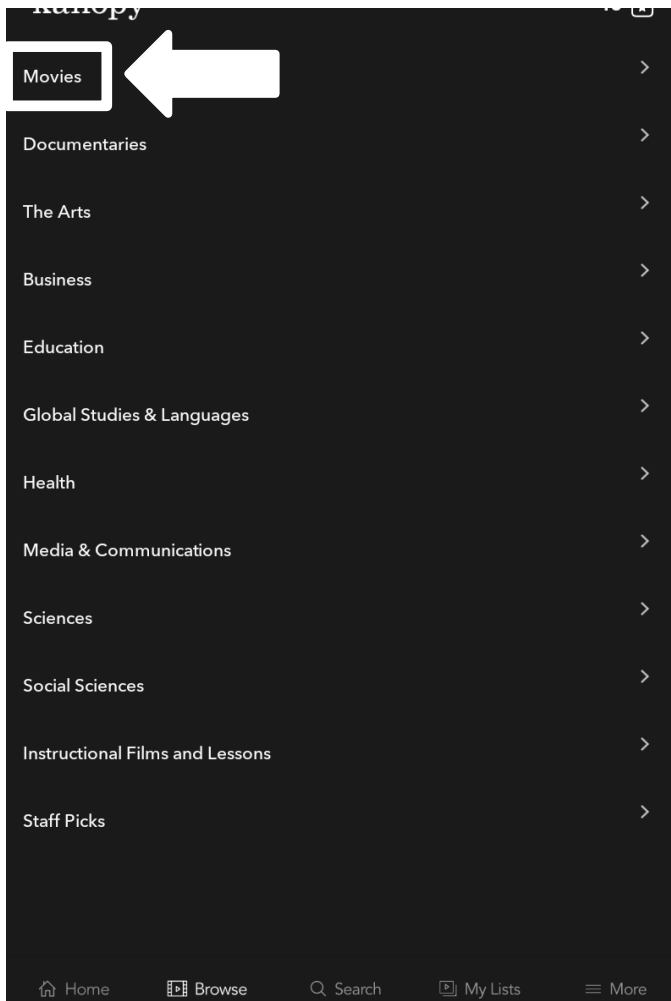 kanopy
Movies
Documentaries
The Arts
Business
Education
Global Studies & Languages
Health
Media & Communications
Sciences
Social Sciences
Instructional Films and Lessons
Staff Picks
Home Browse Search My Lists More